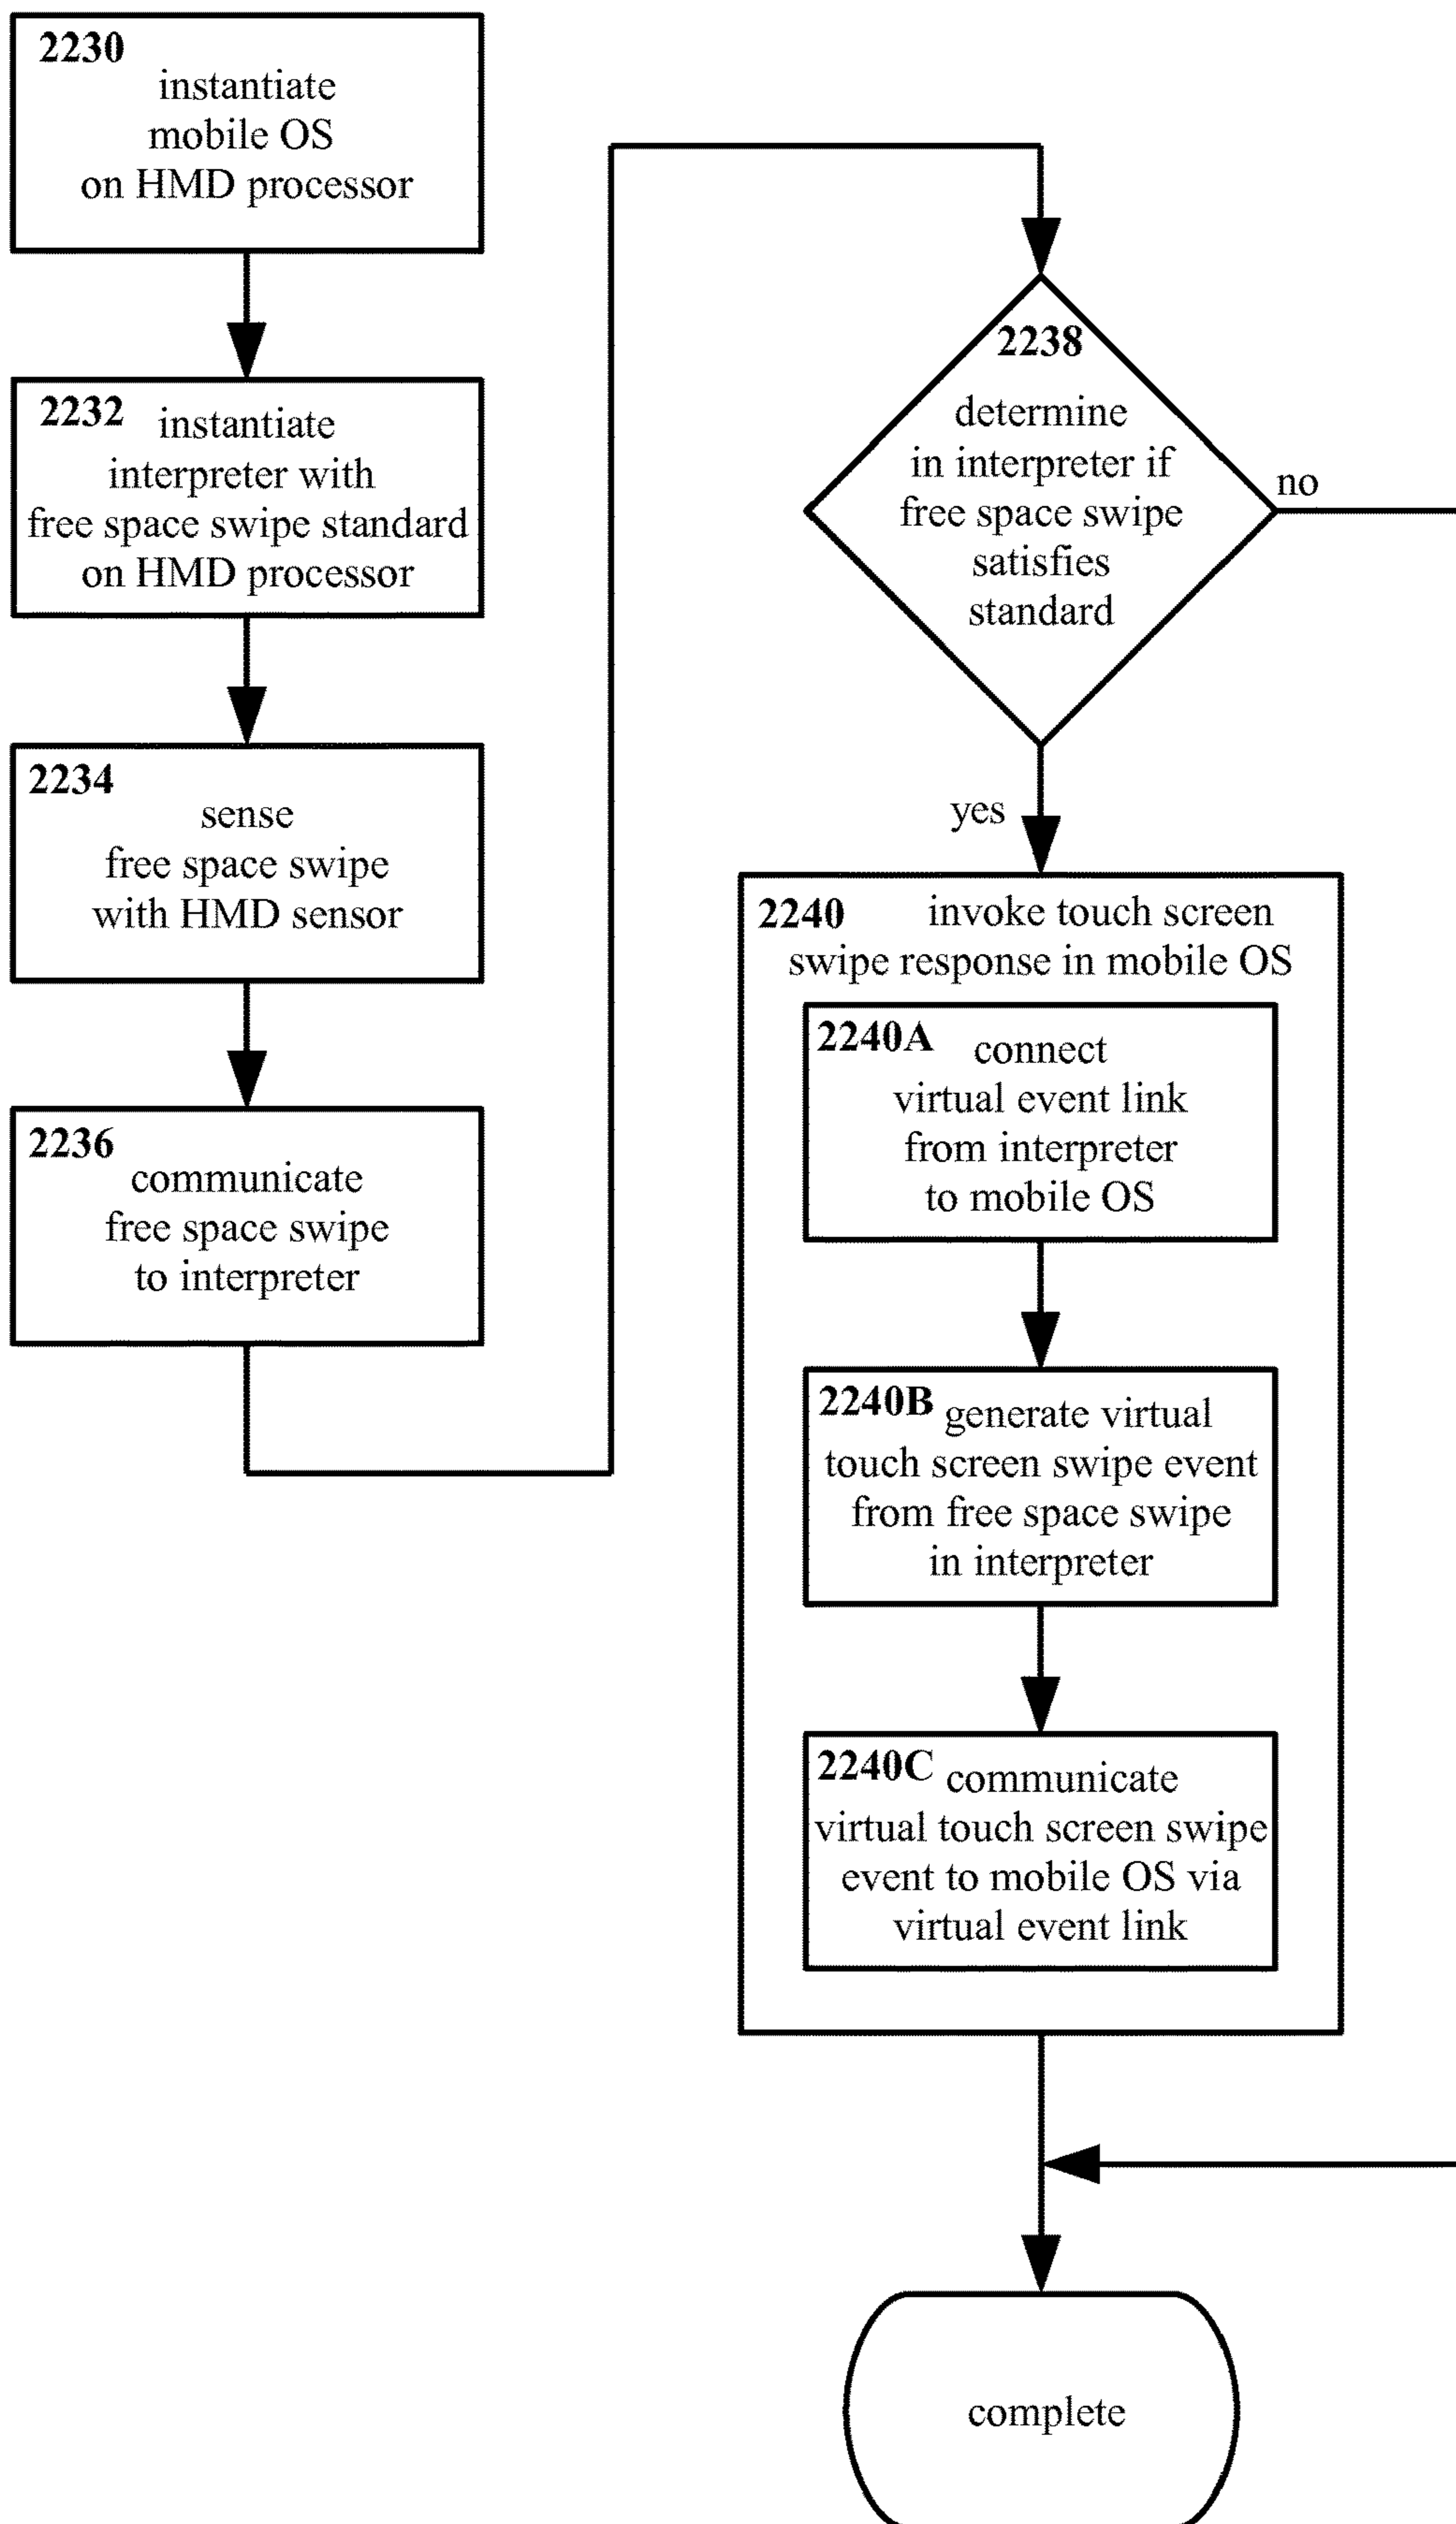 2230
instantiate
mobile OS
on HMD processor
2232 instantiate
interpreter with
free space swipe standard
on HMD processor
2234
sense
free space swipe
with HMD sensor
2236
communicate
free space swipe
to interpreter
2238
determine
in interpreter if
free space swipe
satisfies
standard
no
yes
2240 invoke touch screen
swipe response in mobile OS
2240A connect
virtual event link
from interpreter
to mobile OS
2240B generate virtual
touch screen swipe event
from free space swipe
in interpreter
2240C communicate
virtual touch screen swipe
event to mobile OS via
virtual event link
complete